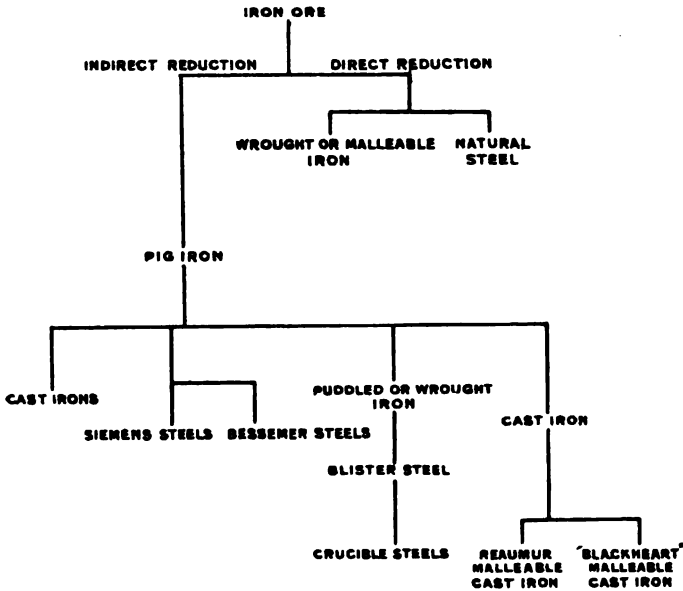 IRON ORE
INDIRECT REDUCTION
DIRECT REDUCTION
WROUGHT OR MALLEABLE
IRON
NATURAL
STEEL
PIG IRON
CAST IRONS
SIEMENS STEELS
BESSEMER STEELS
PUDDLED OR WROUGHT
IRON
BLISTER STEEL
CRUCIBLE STEELS
CAST IRON
REAUMUR
MALLEABLE
CAST IRON
"BLACKHEART"
MALLEABLE
CAST IRON